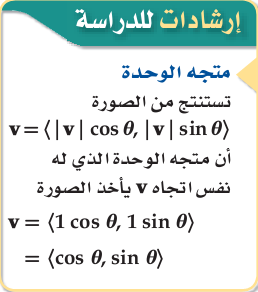 إرشادات للدراسة
متجه الوحدة
تستنتج من الصورة
v = ⟨|v| cos θ, |v| sin θ⟩
أن متجه الوحدة الذي له
نفس اتجاه v يأخذ الصورة
v = ⟨1 cos θ, 1 sin θ⟩
= ⟨cos θ, sin θ⟩